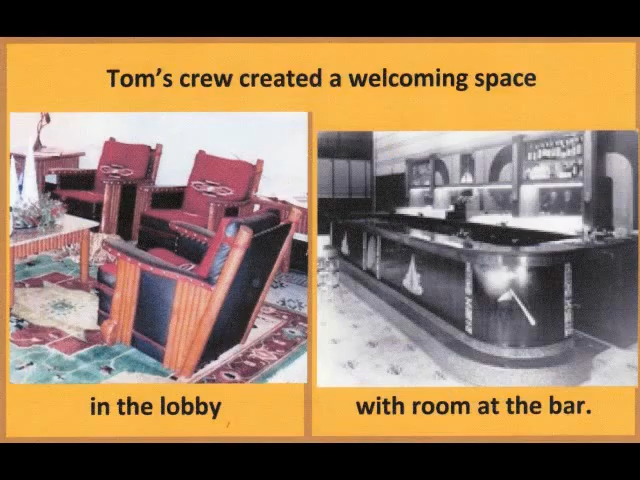 Tom's crew created a welcoming space
in the lobby
with room at the bar.